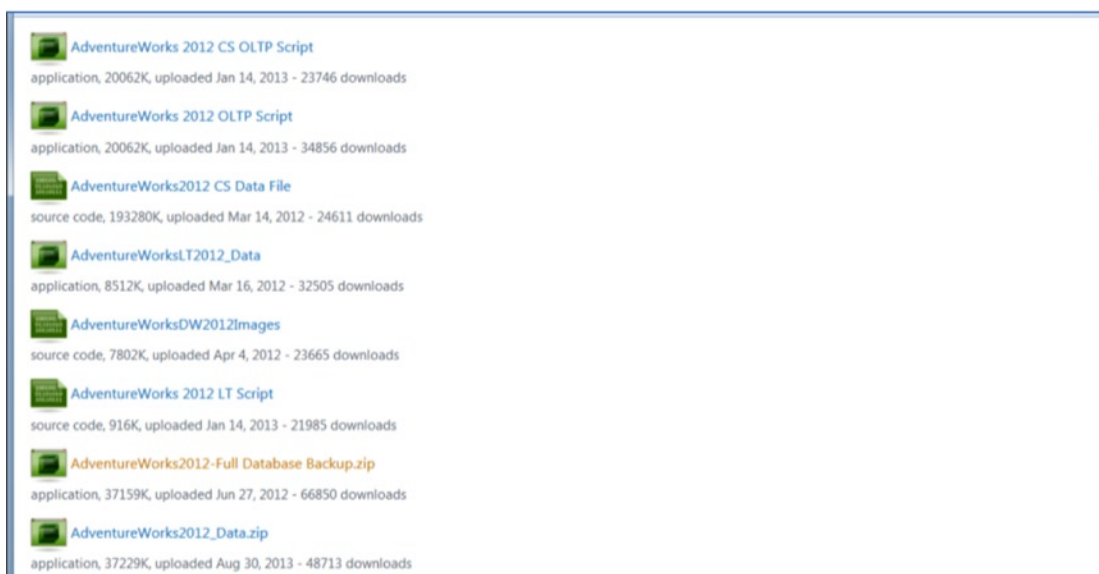 AdventureWorks 2012 CS OLTP Script
application, 20062K, uploaded Jan 14, 2013 - 23746 downloads
AdventureWorks 2012 OLTP Script
application, 20062K, uploaded Jan 14, 2013 - 34856 downloads
AdventureWorks2012 CS Data File
source code, 193280K, uploaded Mar 14, 2012 - 24611 downloads
AdventureWorksLT2012_Data
application, 8512K, uploaded Mar 16, 2012 - 32505 downloads
AdventureWorksDW2012Images
source code, 7802K, uploaded Apr 4, 2012 - 23665 downloads
AdventureWorks 2012 LT Script
source code, 916K, uploaded Jan 14, 2013 - 21985 downloads
AdventureWorks2012-Full Database Backup.zip
application, 37159K, uploaded Jun 27, 2012 - 66850 downloads
AdventureWorks2012_Data.zip
application, 37229K, uploaded Aug 30, 2013 - 48713 downloads